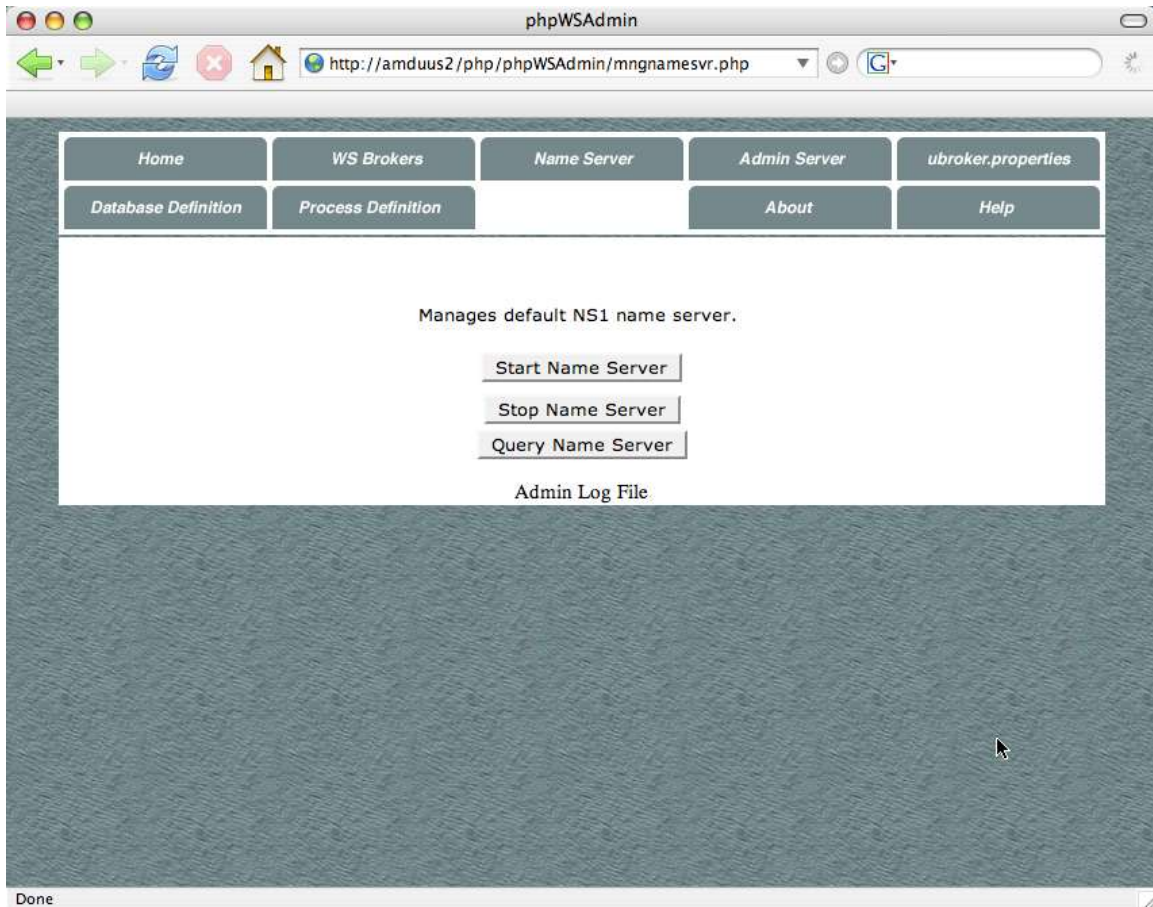 phpWSAdmin
http://amduus2/php/phpWSAdmin/mngnamesvr.php G
Home WS Brokers Name Server Admin Server ubroker.properties
Database Definition Process Definition About Help
Manages default NS1 name server.
Start Name Server
Stop Name Server
Query Name Server
Admin Log File
Done